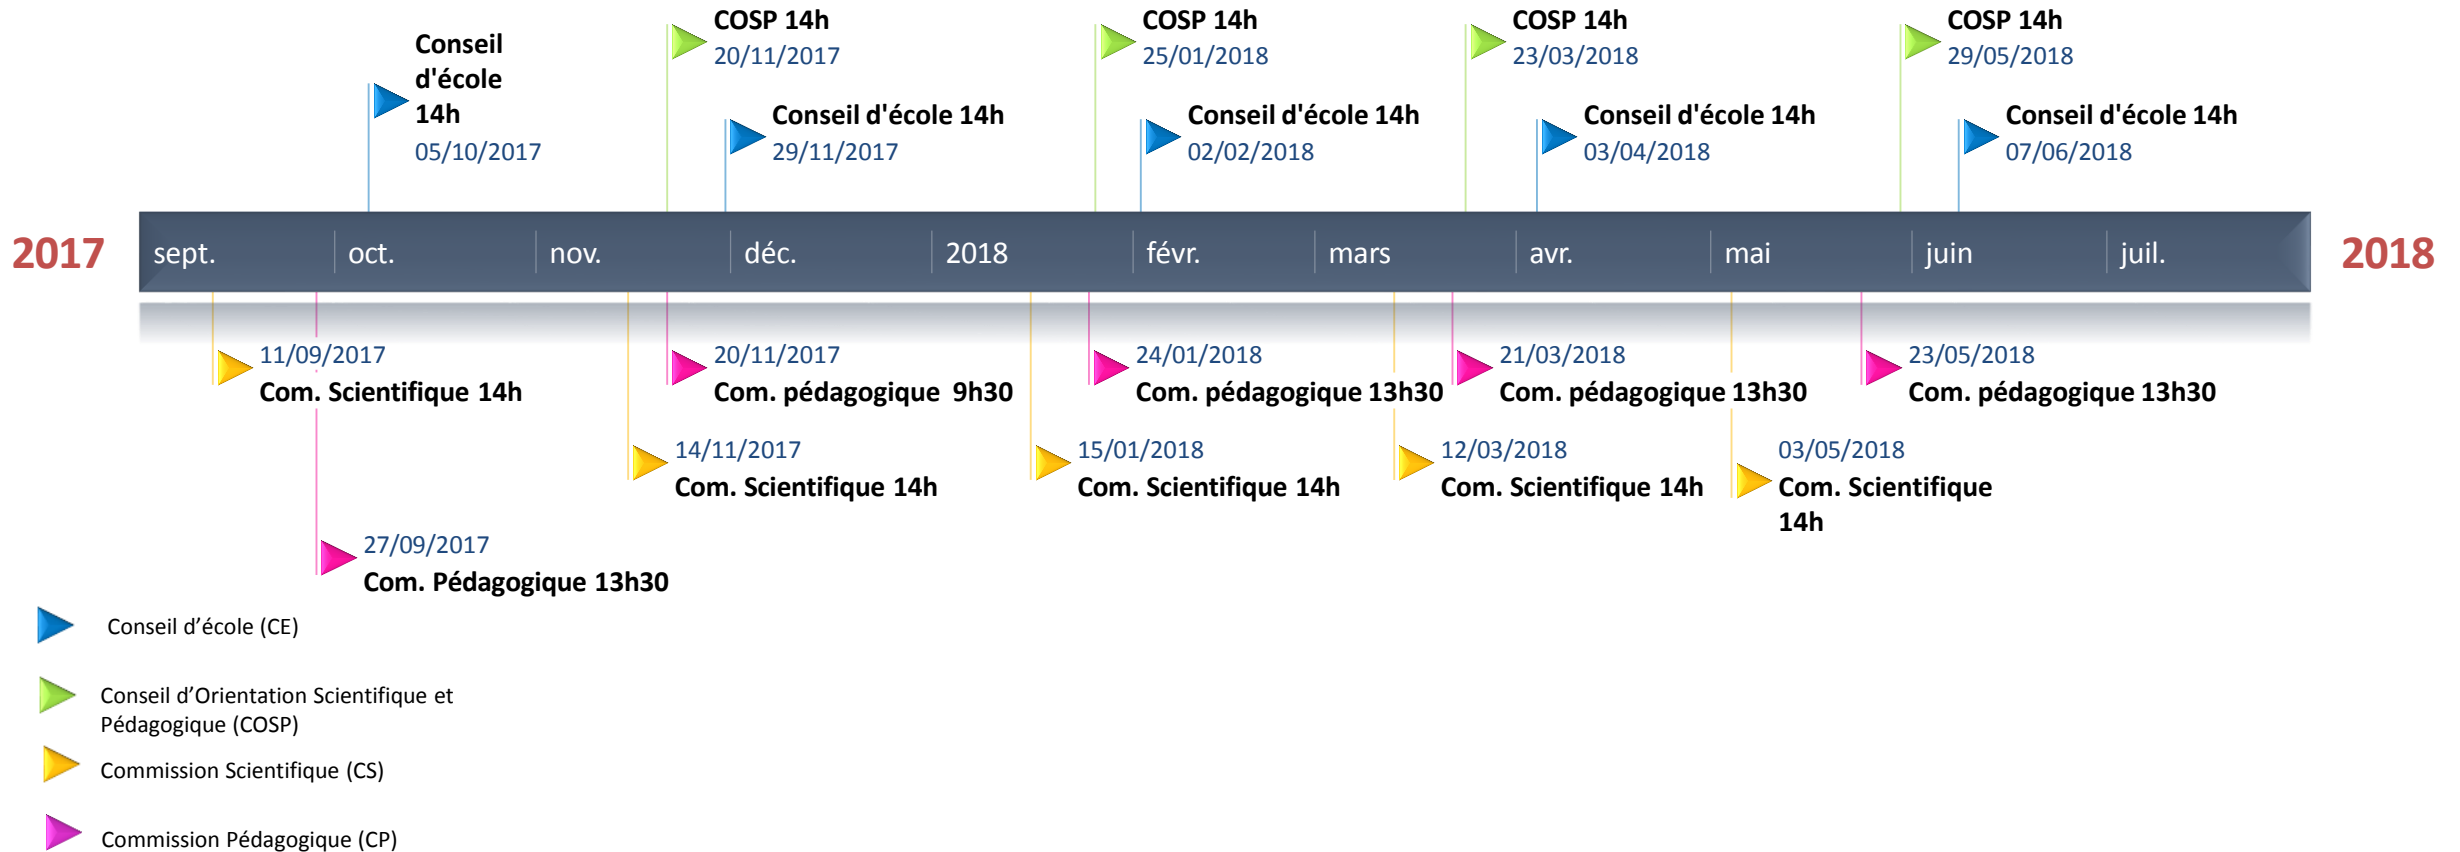 Conseil
d'école
14h
05/10/2017
COSP 14h
20/11/2017
Conseil d'école 14h
29/11/2017
COSP 14h
25/01/2018
Conseil d'école 14h
02/02/2018
COSP 14h
23/03/2018
Conseil d'école 14h
03/04/2018
COSP 14h
29/05/2018
Conseil d'école 14h
07/06/2018
2017
sept.
oct.
nov.
déc.
2018
févr.
mars
avr.
mai
juin
juil.
2018
11/09/2017
Com. Scientifique 14h
20/11/2017
Com. pédagogique 9h30
24/01/2018
Com. pédagogique 13h30
21/03/2018
Com. pédagogique 13h30
23/05/2018
Com. pédagogique 13h30
14/11/2017
Com. Scientifique 14h
15/01/2018
Com. Scientifique 14h
12/03/2018
Com. Scientifique 14h
03/05/2018
Com. Scientifique
14h
27/09/2017
Com. Pédagogique 13h30
Conseil d’école (CE)
Conseil d’Orientation Scientifique et
Pédagogique (COSP)
Commission Scientifique (CS)
Commission Pédagogique (CP)